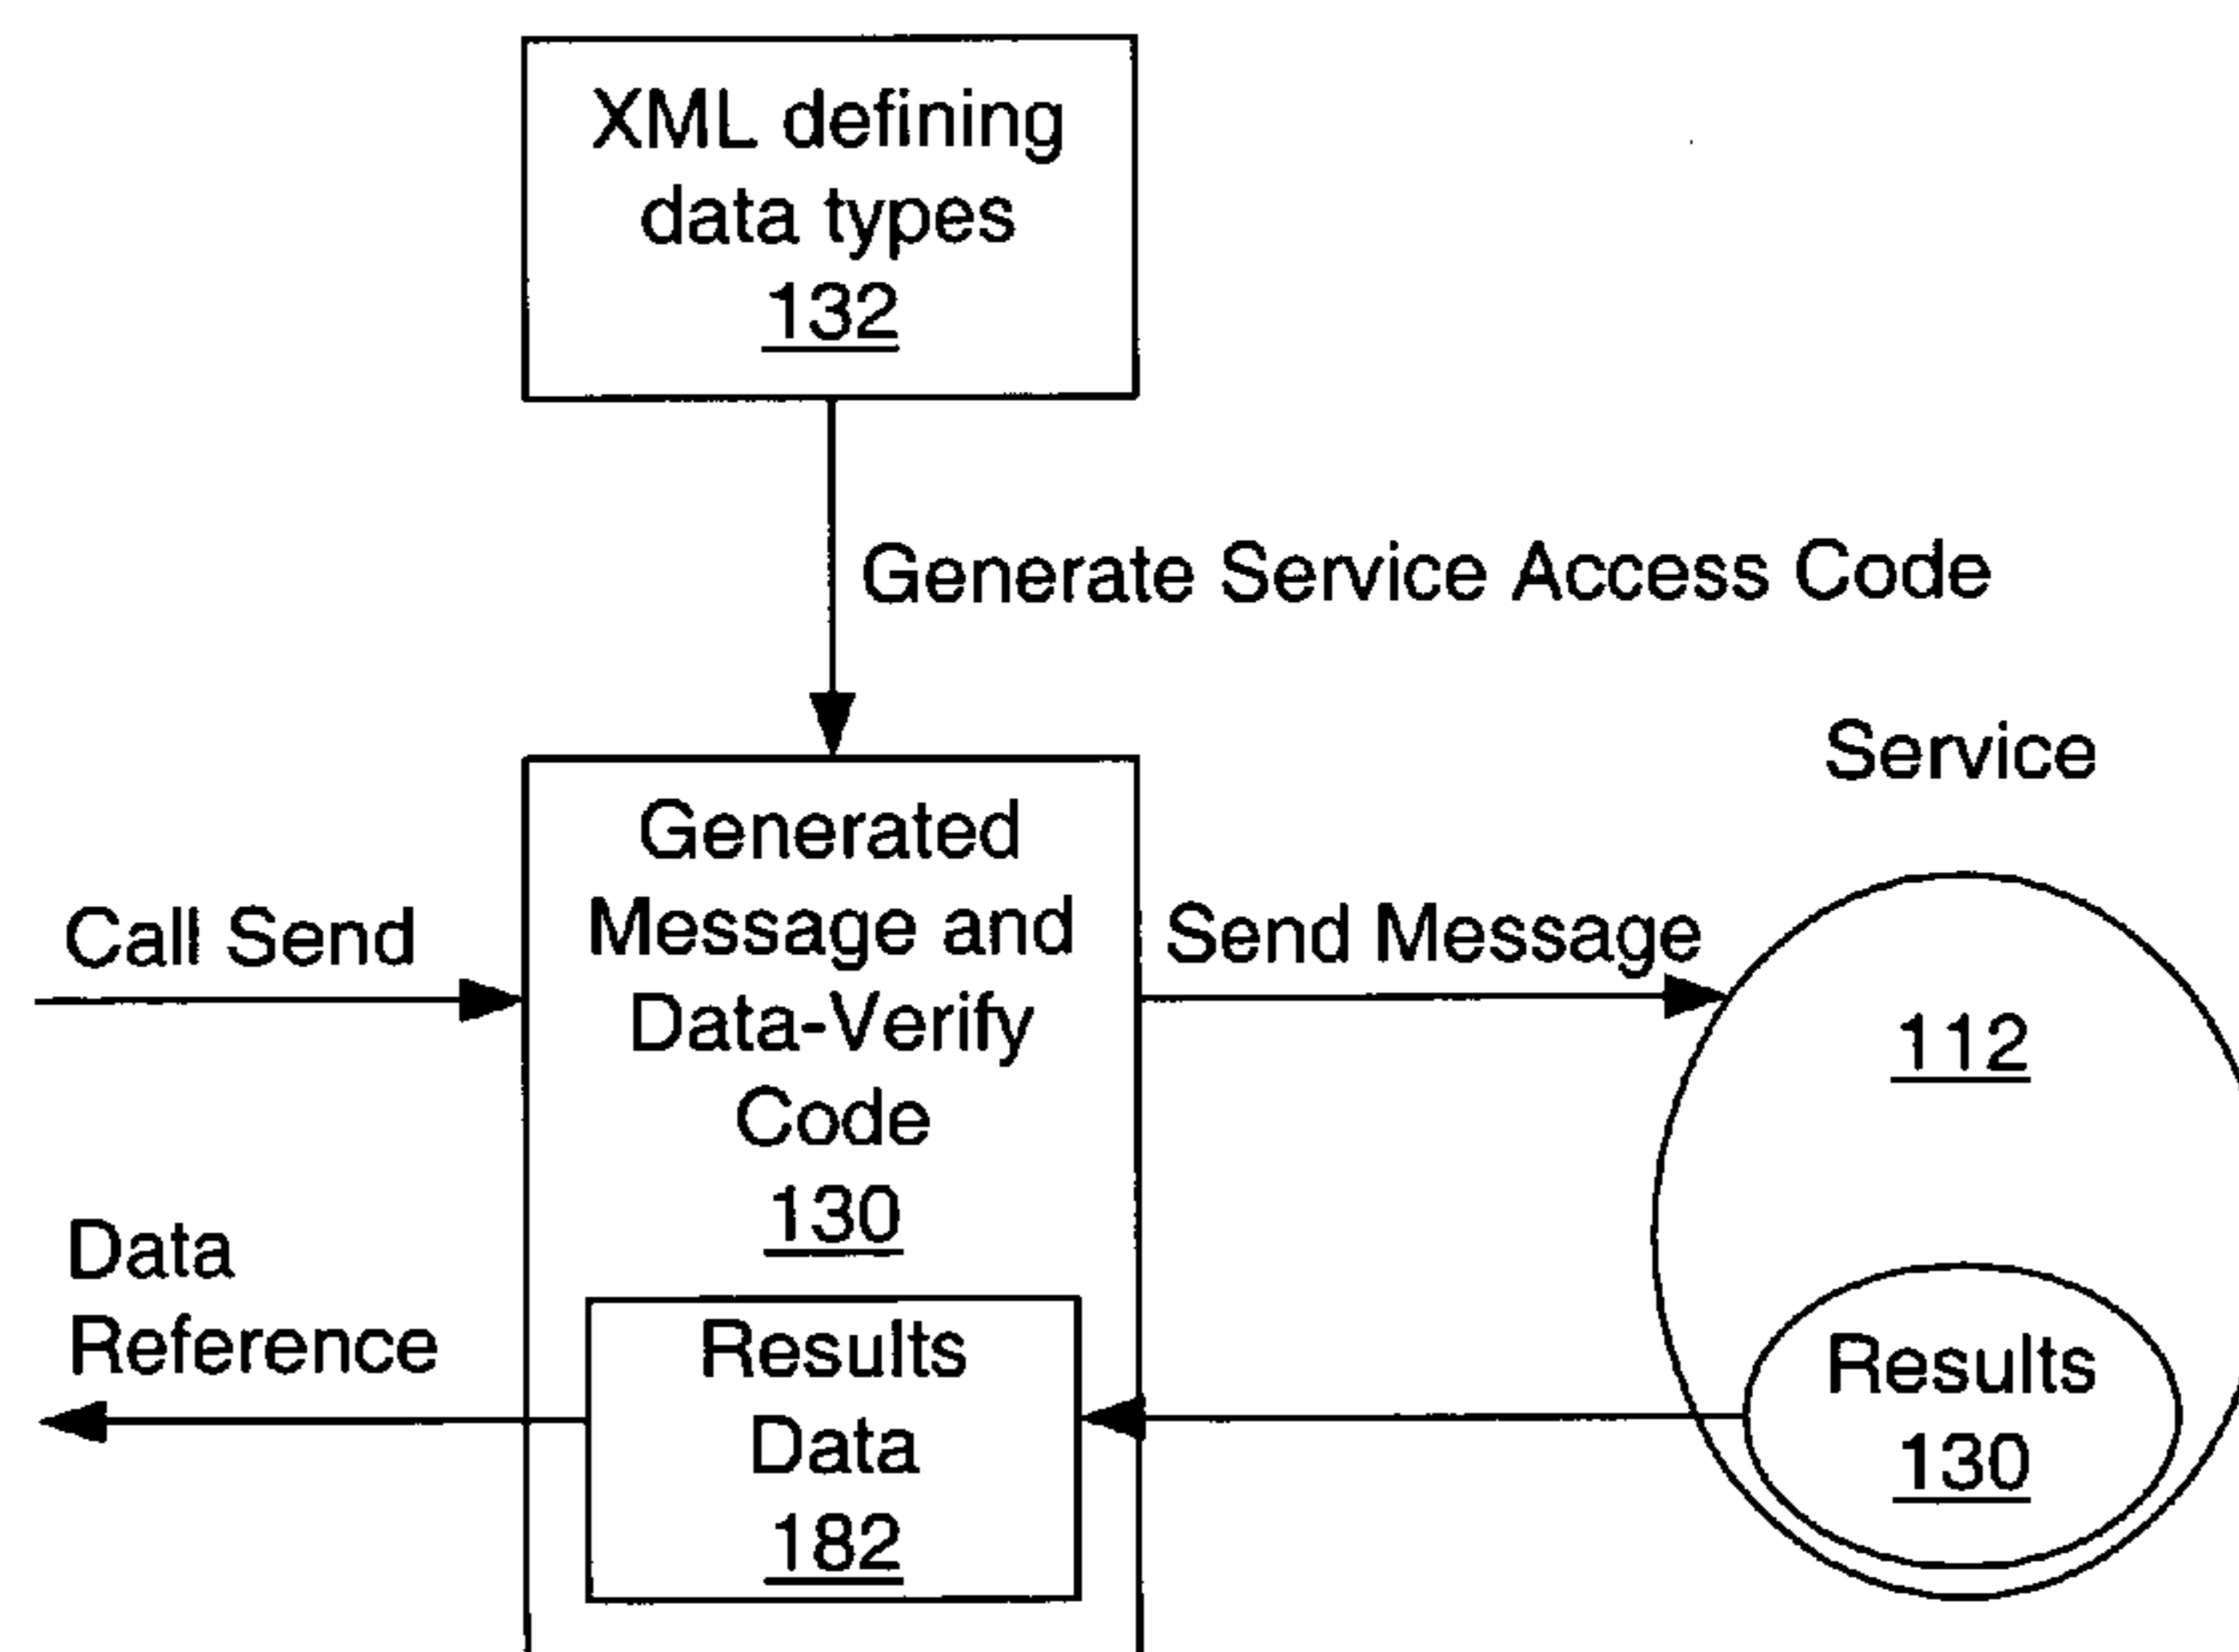 XML defining
data types
132
Generate Service Access Code
Service
Generated
Message and
Data-Verify
Code
130
Call Send
Send Message
112
Data
Reference
Results
Data
182
Results
130